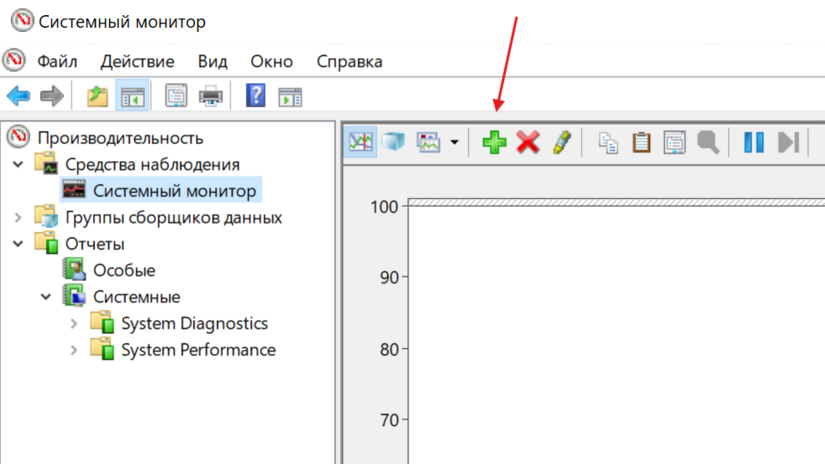 Системный монитор
Файл Действие Вид Окно Справка
?
Производительность
Средства наблюдения
Системный монитор
Группы сборщиков данных
Отчеты
Особые
Системные
System Diagnostics
System Performance
100
90
80
70